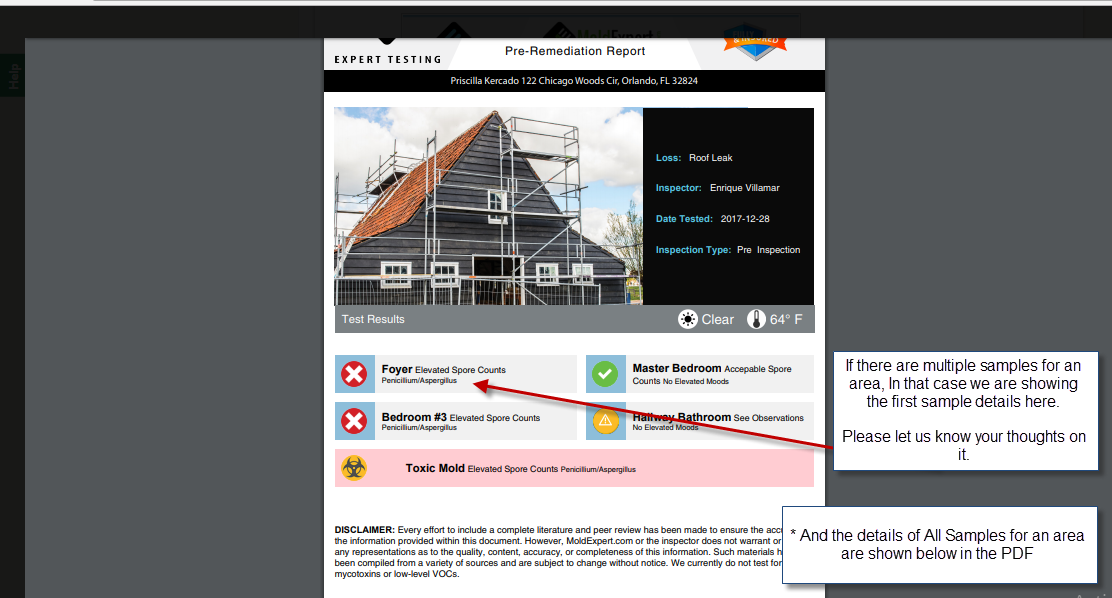 Help
MoldExpert
& INSURED
EXPERT TESTING
Pre-Remediation Report
Priscilla Kercado 122 Chicago Woods Cir, Orlando, FL 32824
Loss: Roof Leak
Inspector: Enrique Villamar
Date Tested: 2017-12-28
Inspection Type: Pre Inspection
Test Results
Clear
64° F
Foyer Elevated Spore Counts
Penicillium/Aspergillus
Master Bedroom Accepable Spore
Counts No Elevated Moods
Bedroom #3 Elevated Spore Counts
Penicillium/Aspergillus
Hallway Bathroom See Observations
No Elevated Moods
Toxic Mold Elevated Spore Counts Penicillium/Aspergillus
If there are multiple samples for an
area, In that case we are showing
the first sample details here.
Please let us know your thoughts on
it.
DISCLAIMER: Every effort to include a complete literature and peer review has been made to ensure the
the information provided within this document. However, MoldExpert.com or the inspector does not warrant or
any representations as to the quality, content, accuracy, or completeness of this information. Such materials
been compiled from a variety of sources and are subject to change without notice. We currently do not test for
mycotoxins or low-level VOCs.
* And the details of All Samples for an area
are shown below in the PDF